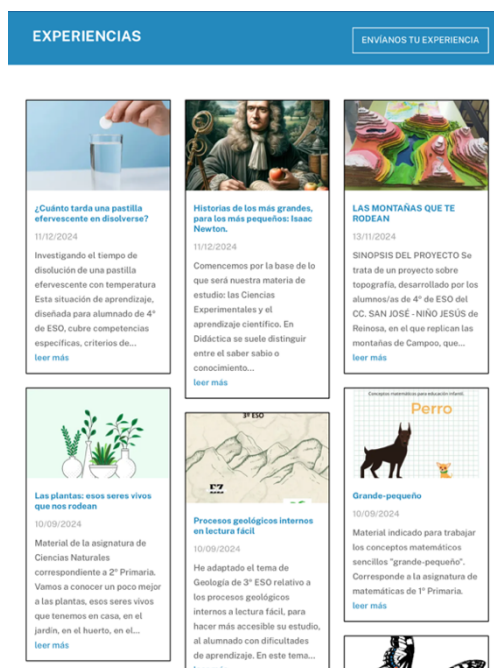 EXPERIENCIAS
ENVÍANOS TU EXPERIENCIA
¿Cuánto tarda una pastilla
efervescente en disolverse?
11/12/2024
Investigando el tiempo de
disolución de una pastilla
efervescente con temperatura
Esta situación de aprendizaje,
diseñada para alumnado de 4º
de ESO, cubre competencias
específicas, criterios de...
leer más
Historias de los más grandes,
para los más pequeños: Isaac
Newton.
11/12/2024
Comencemos por la base de lo
que será nuestra materia de
estudio: las Ciencias
Experimentales y el
aprendizaje científico. En
Didáctica se suele distinguir
entre el saber sabio o
conocimiento...
leer más
LAS MONTAÑAS QUE TE
RODEAN
13/11/2024
SINOPSIS DEL PROYECTO Se
trata de un proyecto sobre
topografía, desarrollado por los
alumnos/as de 4º de ESO del
CC. SAN JOSÉ - NIÑO JESÚS de
Reinosa, en el que replican las
montañas de Campoo, que...
leer más
Las plantas: esos seres vivos
que nos rodean
10/09/2024
Material de la asignatura de
Ciencias Naturales
correspondiente a 2º Primaria.
Vamos a conocer un poco mejor
a las plantas, esos seres vivos
que tenemos en casa, en el
jardín, en el huerto, en el...
leer más
3º ESO
Procesos geológicos internos
en lectura fácil
10/09/2024
He adaptado el tema de
Geología de 3º ESO relativo a
los procesos geológicos
internos a lectura fácil, para
hacer más accesible su estudio,
al alumnado con dificultades
de aprendizaje. En este tema...
Conceptos matemáticos para educación infantil.
Perro
Grande-pequeño
10/09/2024
Material indicado para trabajar
los conceptos matemáticos
sencillos "grande-pequeño".
Corresponde a la asignatura de
matemáticas de 1º Primaria.
leer más